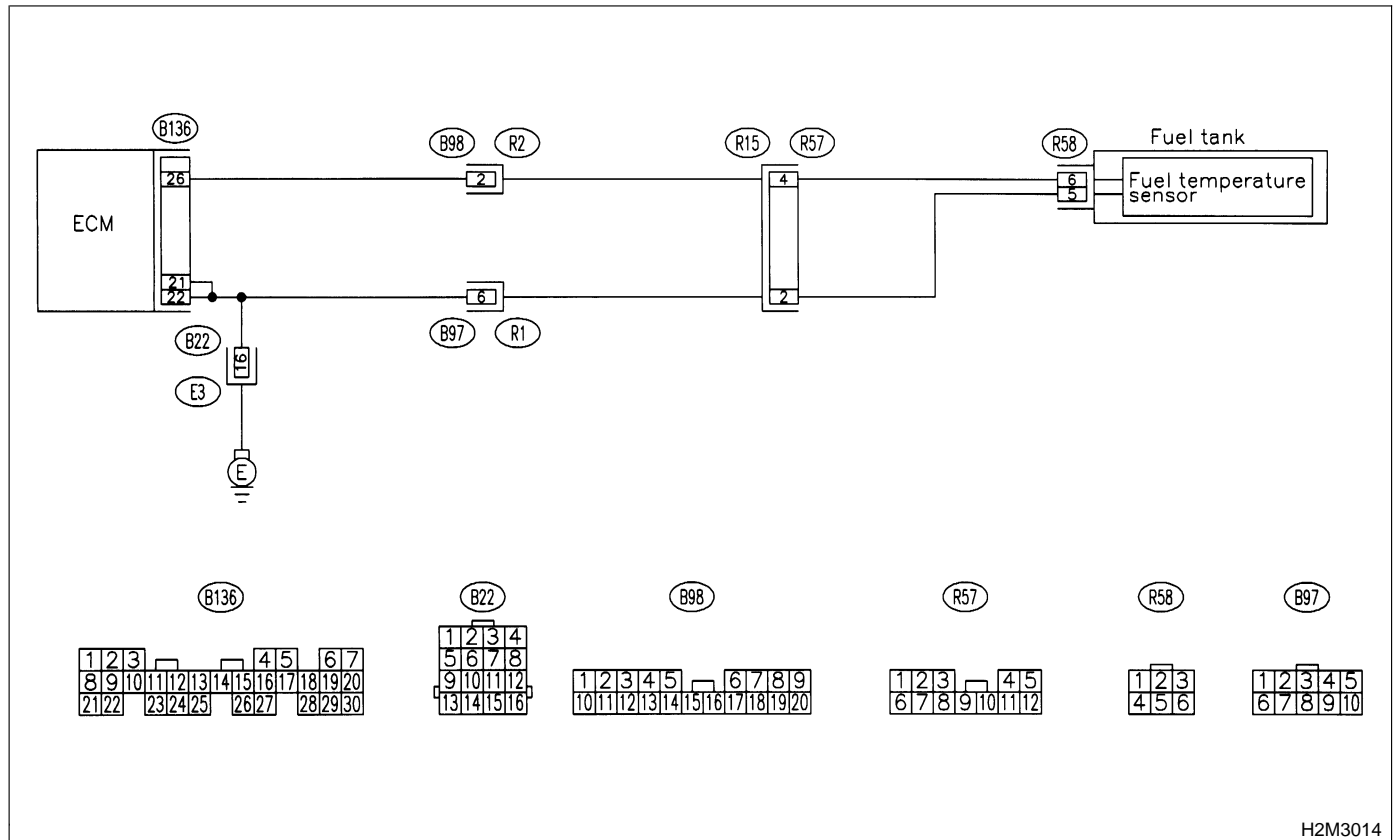 B136
B98 R2
R15 R57
R58
Fuel tank
26
2
4
6
Fuel temperature
5
sensor
ECM
21
22
6
2
B97 R1
B22
16
E3
E
B136
B22
B98
R57
R58
B97
1 2 3 4 5 6 7
8 9 10 11 12 13 14 15 16 17 18 19 20
21 22 23 24 25 26 27 28 29 30
1 2 3 4
5 6 7 8
9 10 11 12
13 14 15 16
1 2 3 4 5 6 7 8 9
10 11 12 13 14 15 16 17 18 19 20
1 2 3 4 5
6 7 8 9 10 11 12
1 2 3
4 5 6
1 2 3 4 5
6 7 8 9 10
H2M3014